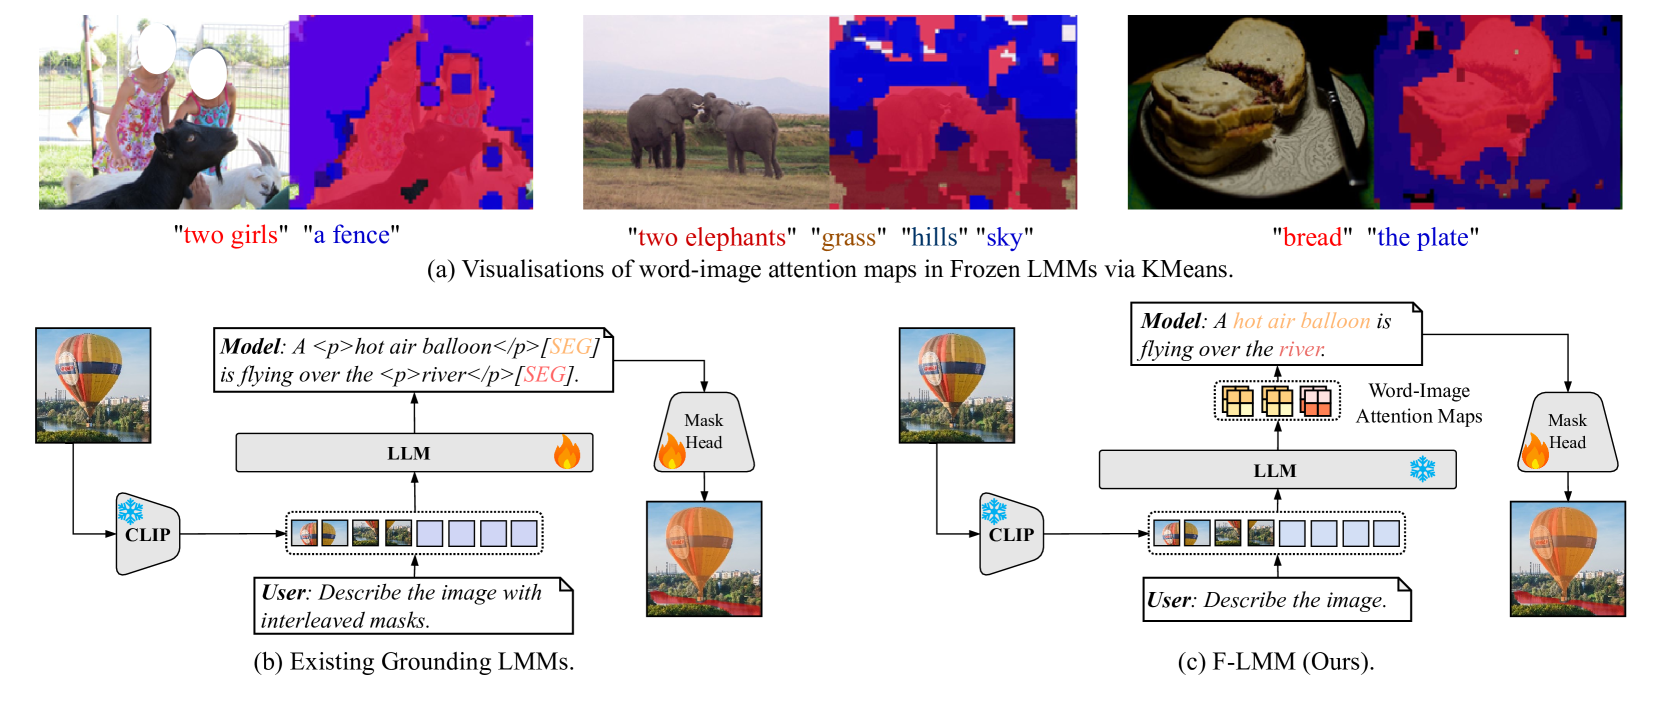 "two girls" "a fence"
"two elephants" "grass" "hills" "sky"
"bread" "the plate"
(a) Visualisations of word-image attention maps in Frozen LMMs via KMeans.
Model: A <p>hot air balloon</p>[SEG]
is flying over the <p>river</p>[SEG].
LLM
Mask
Head
CLIP
User: Describe the image with
interleaved masks.
(b) Existing Grounding LMMs.
Model: A hot air balloon is
flying over the river.
Word-Image
Attention Maps
LLM
Mask
Head
CLIP
User: Describe the image.
(c) F-LMM (Ours).